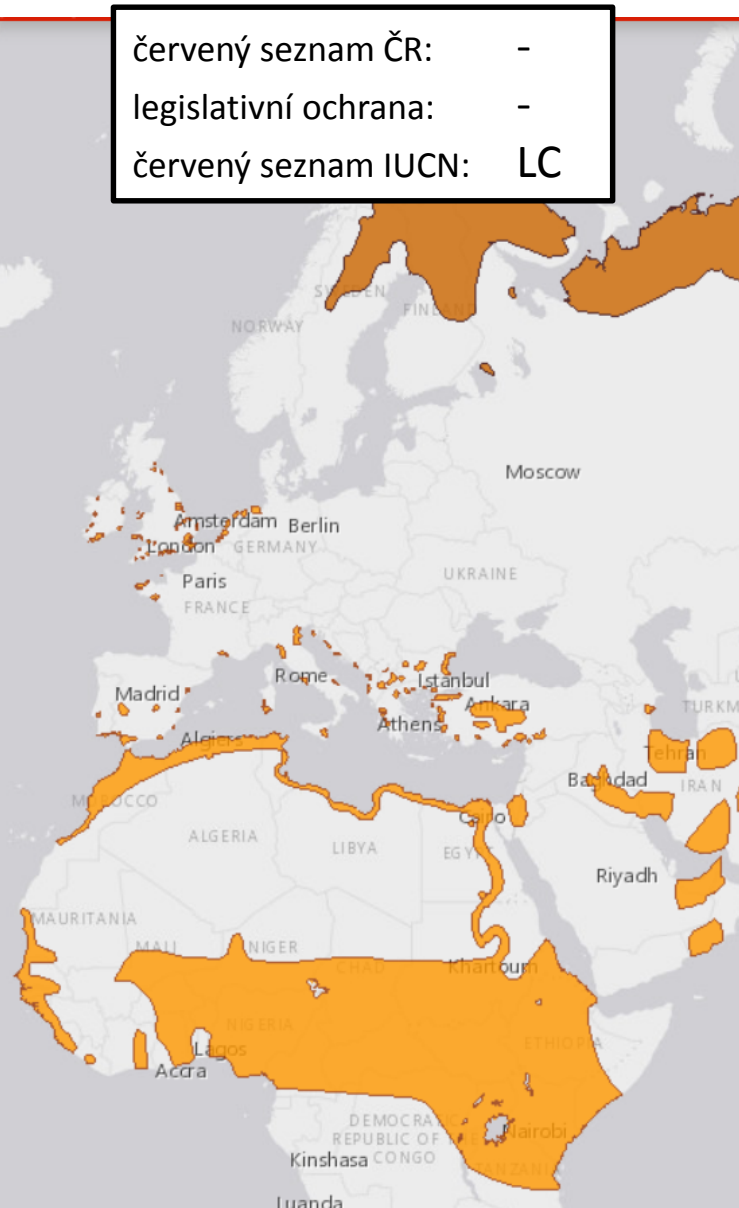 červený seznam ČR: -
legislativní ochrana: -
červený seznam IUCN: LC
SWEDEN
FINLAND
NORWAY
Moscow
Amsterdam
Berlin
London
GERMANY
Paris
UKRAINE
FRANCE
Rome
Istanbul
Madrid
Ankara
Athens
TURKM
Algiers
Tehran
Baghdad
IRAN
MOROCCO
Cairo
ALGERIA
LIBYA
EGYPT
Riyadh
MAURITANIA
MALI
NIGER
CHAD
Khartoum
NIGERIA
ETHIOPIA
Lagos
Accra
DEMOCRATIC
REPUBLIC OF THE
CONGO
Nairobi
Kinshasa
TANZANIA
Luanda